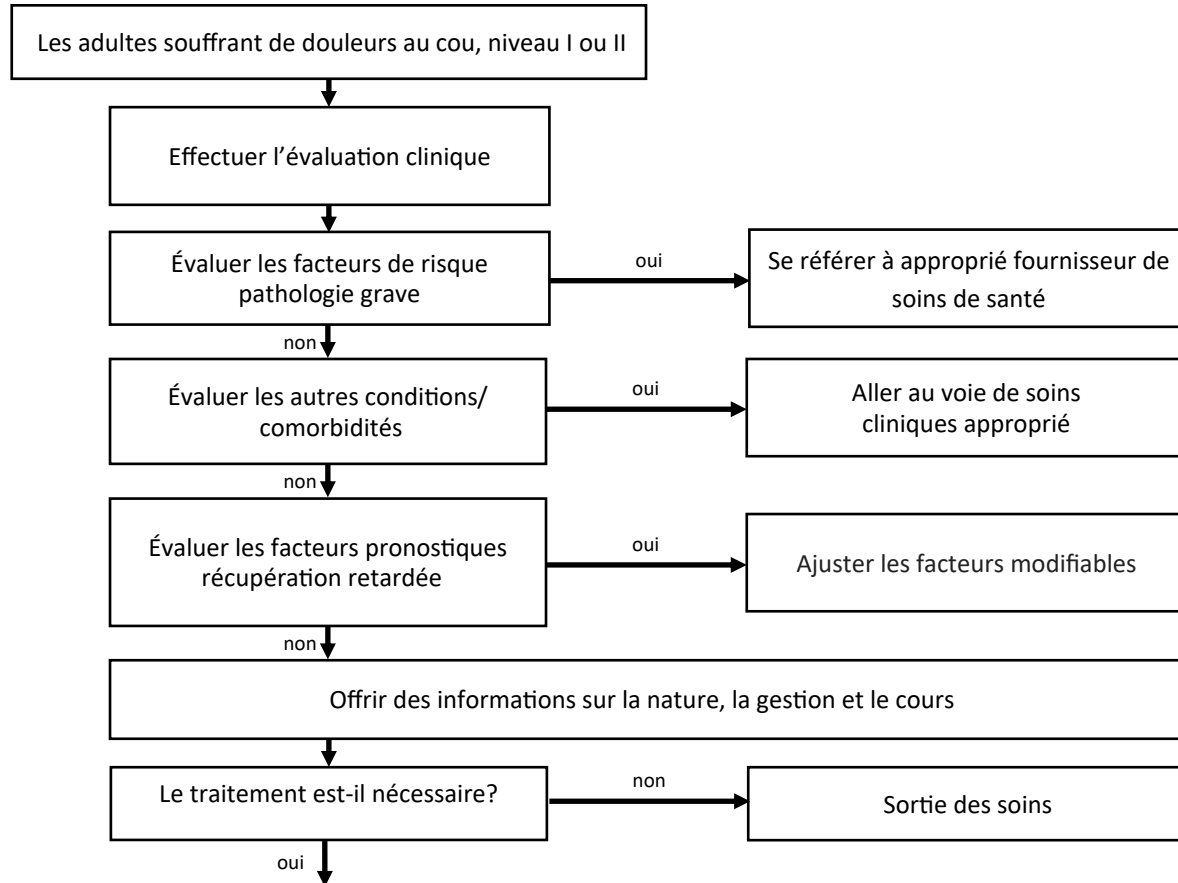 Les adultes souffrant de douleurs au cou, niveau I ou II
Effectuer l'évaluation clinique
Évaluer les facteurs de risque
pathologie grave
oui
Se référer à approprié fournisseur de
soins de santé
non
Évaluer les autres conditions/
comorbidités
oui
Aller au voie de soins
cliniques approprié
non
Évaluer les facteurs pronostiques
récupération retardée
oui
Ajuster les facteurs modifiables
non
Offrir des informations sur la nature, la gestion et le cours
Le traitement est-il nécessaire?
non
Sortie des soins
oui